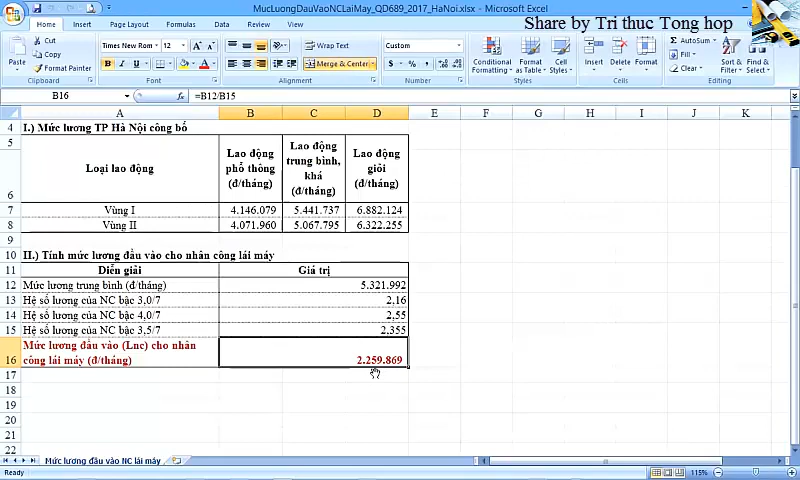 MucLuongDauVaoNCLaiMay_QD689_2017_HaNoi.xlsx - Microsoft Excel
Share by Tri thuc Tong hop
Home Insert Page Layout Formulas Data Review View
Cut
Copy
Format Painter
Paste
Clipboard
Times New Rom 12
B I U
Font
Wrap Text
Merge & Center
Alignment
Custom
$ % ,
Number
Conditional Formatting
Format as Table
Cell Styles
Styles
Insert Delete Format
Cells
AutoSum
Fill
Clear
Sort & Filter
Find & Select
Editing
B16 fx =B12/B15
A B C D E F G H I J K
4 I.) Mức lương TP Hà Nội công bố
5
6 Loại lao động Lao động phổ thông (đ/tháng) Lao động trung bình, khá (đ/tháng) Lao động giỏi (đ/tháng)
7 Vùng I 4.146.079 5.441.737 6.882.124
8 Vùng II 4.071.960 5.067.795 6.322.255
9
10 II.) Tính mức lương đầu vào cho nhân công lái máy
11 Diễn giải Giá trị
12 Mức lương trung bình (đ/tháng) 5.321.992
13 Hệ số lương của NC bậc 3,0/7 2,16
14 Hệ số lương của NC bậc 4,0/7 2,55
15 Hệ số lương của NC bậc 3,5/7 2,355
Mức lương đầu vào (Lnc) cho nhân
16 công lái máy (đ/tháng) 2.259.869
17
18
19
20
21
22
Mức lương đầu vào NC lái máy
Ready 115%